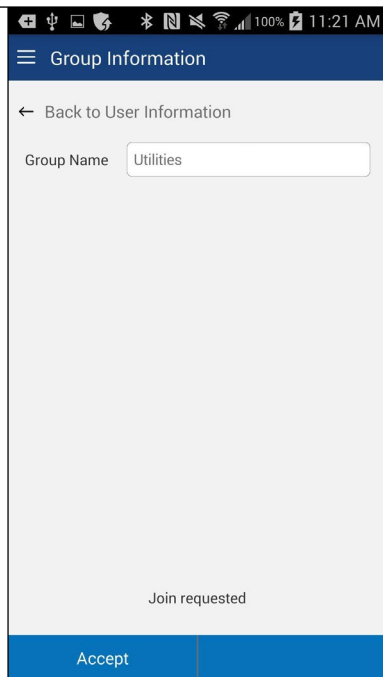 100% 11:21 AM
Group Information
← Back to User Information
Group Name Utilities
Join requested
Accept